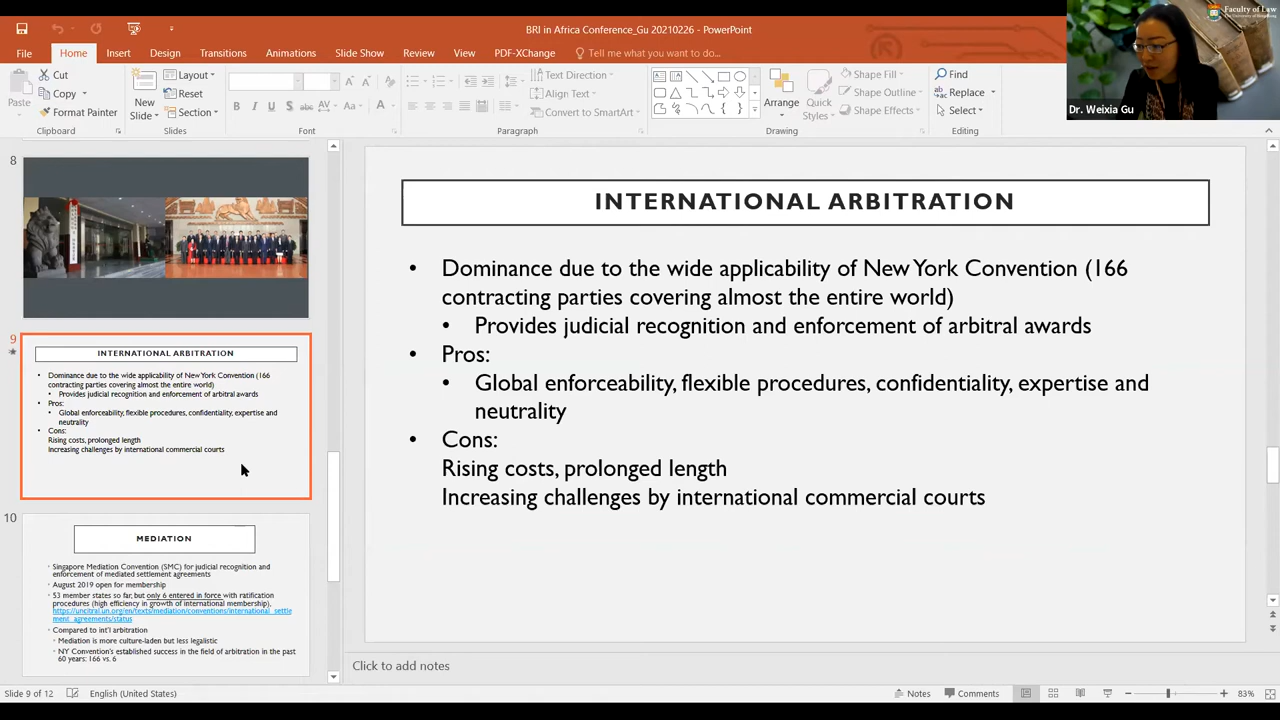 BRI in Africa Conference_Gu 20210226 - PowerPoint
Faculty of Law
The University of Hong Kong
File
Home
Insert
Design
Transitions
Animations
Slide Show
Review
View
PDF-XChange
Tell me what you want to do...
Paste
Cut
Copy
Format Painter
Clipboard
New
Slide
Layout
Reset
Section
Slides
B I U S abc AV Aa A
Font
Text Direction
Align Text
Convert to SmartArt
Paragraph
Arrange
Quick
Styles
Shape Fill
Shape Outline
Shape Effects
Drawing
Find
Replace
Select
Editing
Dr. Weixia Gu
8
9
INTERNATIONAL ARBITRATION
• Dominance due to the wide applicability of New York Convention (166
contracting parties covering almost the entire world)
• Provides judicial recognition and enforcement of arbitral awards
• Pros:
• Global enforceability, flexible procedures, confidentiality, expertise and
neutrality
• Cons:
Rising costs, prolonged length
Increasing challenges by international commercial courts
10
MEDIATION
• Singapore Mediation Convention (SMC) for judicial recognition and
enforcement of mediated settlement agreements
• August 2019 open for membership
• 53 member states so far, but only 6 entered in force with ratification
procedures (high efficiency in growth of international membership),
https://uncitral.un.org/en/texts/mediation/conventions/international_settle
ment_agreements/status
• Compared to int'l arbitration
• Mediation is more culture-laden but less legalistic
• NY Convention's established success in the field of arbitration in the past
60 years: 166 vs. 6
INTERNATIONAL ARBITRATION
• Dominance due to the wide applicability of New York Convention (166
contracting parties covering almost the entire world)
• Provides judicial recognition and enforcement of arbitral awards
• Pros:
• Global enforceability, flexible procedures, confidentiality, expertise and
neutrality
• Cons:
Rising costs, prolonged length
Increasing challenges by international commercial courts
Click to add notes
Slide 9 of 12
English (United States)
Notes
Comments
83%